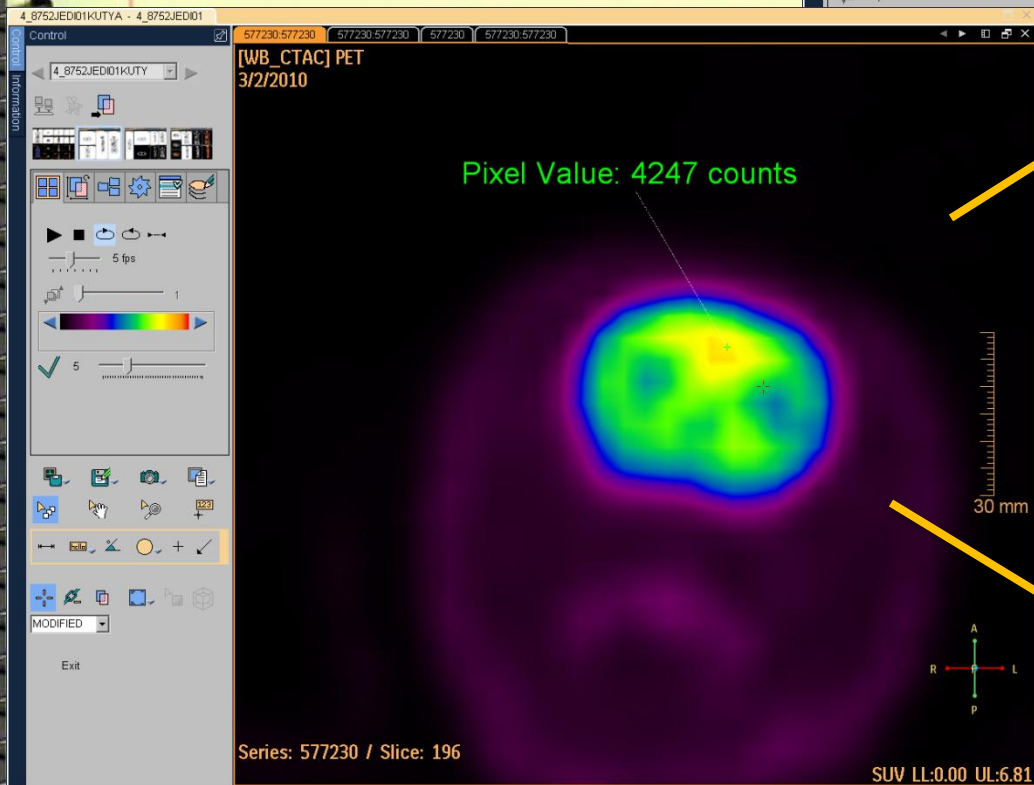 4_8752JEDI01KUTYA - 4_8752JEDI01
Control
577230:577230
577230:577230
577230
577230:577230
Control
Information
4_8752JEDI01KUTY
5 fps
1
5
123
MODIFIED
Exit
[WB_CTAC] PET
3/2/2010
Pixel Value: 4247 counts
30 mm
A
R
L
P
Series: 577230 / Slice: 196
SUV LL:0.00 UL:6.81